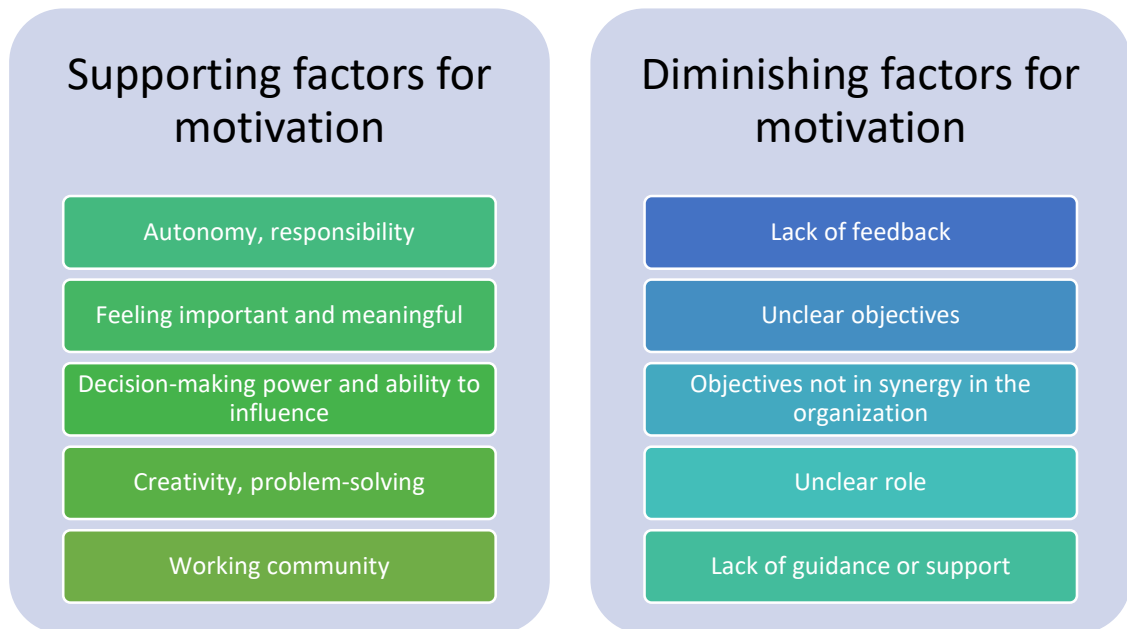 Supporting factors for
motivation
Autonomy, responsibility
Feeling important and meaningful
Decision-making power and ability to
influence
Creativity, problem-solving
Working community
Diminishing factors for
motivation
Lack of feedback
Unclear objectives
Objectives not in synergy in the
organization
Unclear role
Lack of guidance or support